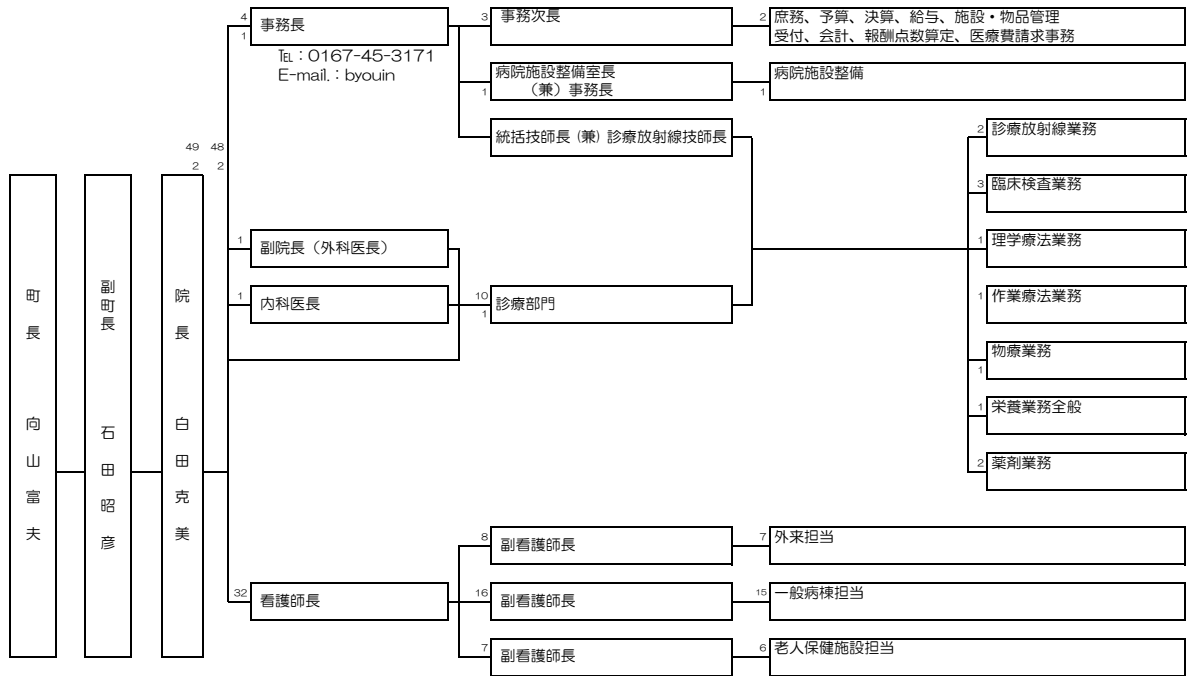 町長 向山富夫
副町長 石田昭彦
49 48
2 2
院長 白田克美
4
1
事務長
℡：0167-45-3171
E-mail.：byouin
3
事務次長
2
庶務、予算、決算、給与、施設・物品管理
受付、会計、報酬点数算定、医療費請求事務
1
病院施設整備室長
（兼）事務長
1
病院施設整備
統括技師長（兼）診療放射線技師長
1
副院長（外科医長）
1
内科医長
10
1
診療部門
2
診療放射線業務
3
臨床検査業務
1
理学療法業務
1
作業療法業務
1
物療業務
1
栄養業務全般
2
薬剤業務
32
看護師長
8
副看護師長
7
外来担当
16
副看護師長
15
一般病棟担当
7
副看護師長
6
老人保健施設担当